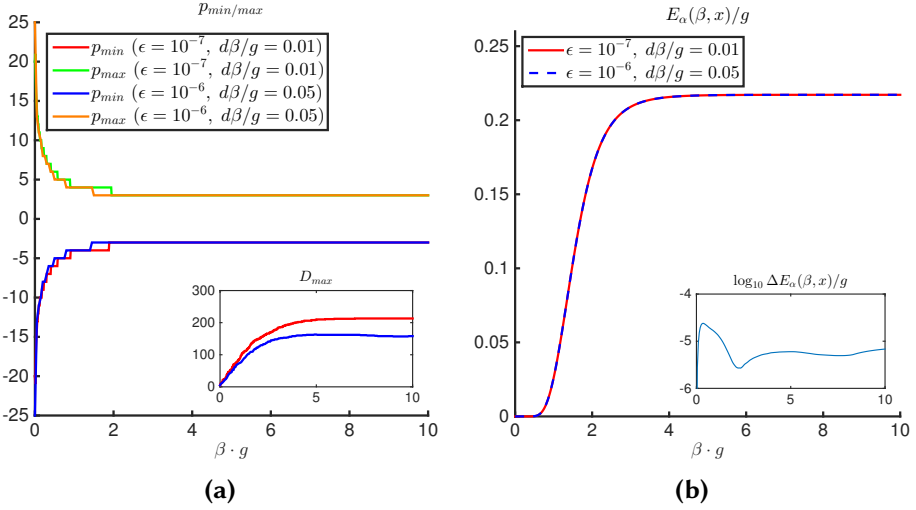 p_{min/max}
25
20
15
10
5
0
-5
-10
-15
-20
-25
p_{min} (ϵ = 10^{-7}, dβ/g = 0.01)
p_{max} (ϵ = 10^{-7}, dβ/g = 0.01)
p_{min} (ϵ = 10^{-6}, dβ/g = 0.05)
p_{max} (ϵ = 10^{-6}, dβ/g = 0.05)
D_{max}
300
200
100
0
0 5 10
0 2 4 6 8 10
β · g
(a)
E_α(β, x)/g
0.25
0.2
0.15
0.1
0.05
0
ϵ = 10^{-7}, dβ/g = 0.01
ϵ = 10^{-6}, dβ/g = 0.05
log_{10} ΔE_α(β, x)/g
-4
-5
-6
0 5 10
0 2 4 6 8 10
β · g
(b)